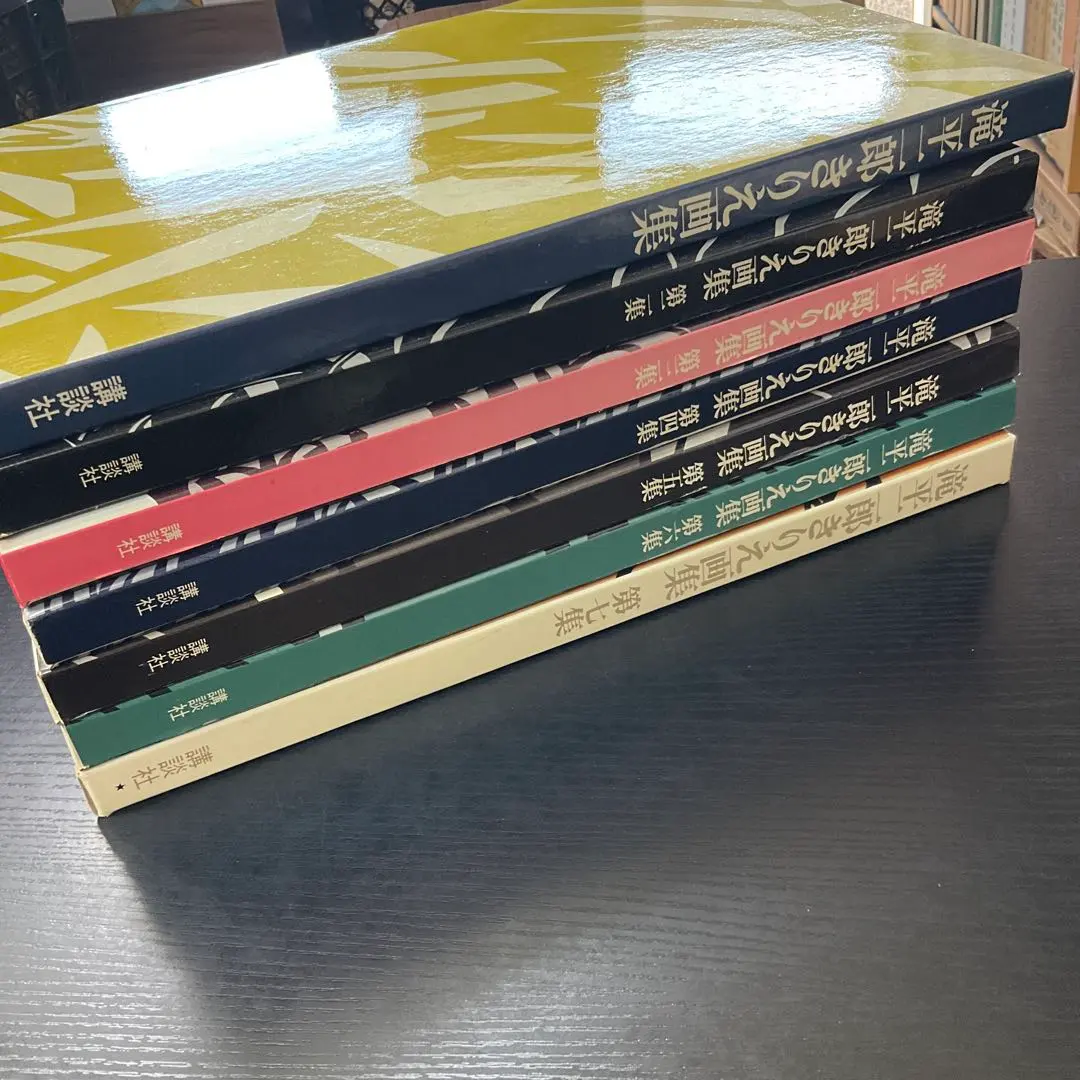 滝平二郎きりえ画集 講談社
滝平二郎きりえ画集 第二集 講談社
滝平二郎きりえ画集 第三集 講談社
滝平二郎きりえ画集 第四集 講談社
滝平二郎きりえ画集 第五集 講談社
滝平二郎きりえ画集 第六集 講談社
滝平二郎きりえ画集 第七集 講談社